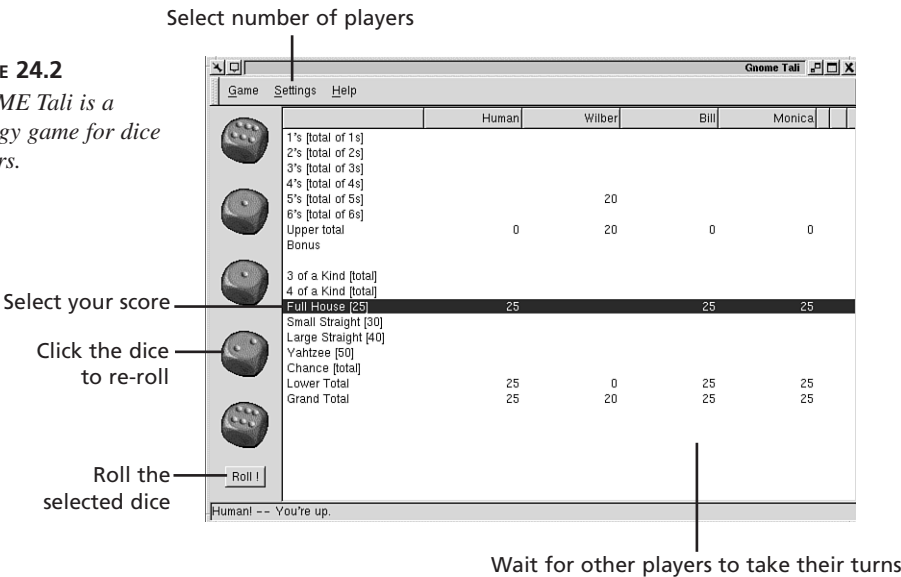 Select number of players
E 24.2
ME Tali is a
gy game for dice
rs.
Gnome Tali
Game Settings Help
Human Wilber Bill Monica
1's [total of 1s]
2's [total of 2s]
3's [total of 3s]
4's [total of 4s]
5's [total of 5s] 20
6's [total of 6s]
Upper total 0 20 0 0
Bonus
3 of a Kind [total]
4 of a Kind [total]
Select your score
Full House [25] 25 25 25
Small Straight [30]
Large Straight [40]
Click the dice
to re-roll
Yahtzee [50]
Chance [total]
Lower Total 25 0 25 25
Grand Total 25 20 25 25
Roll the
selected dice
Roll !
Human! -- You're up.
Wait for other players to take their turns